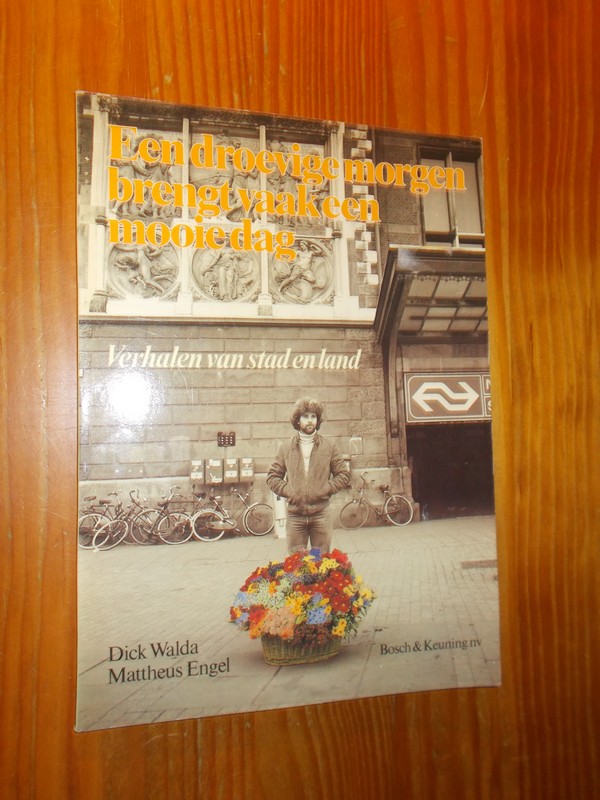 Een droevige morgen
brengt vaak een
mooie dag
Verhalen van stad en land
N
S
Dick Walda
Mattheus Engel
Bosch & Keuning nv